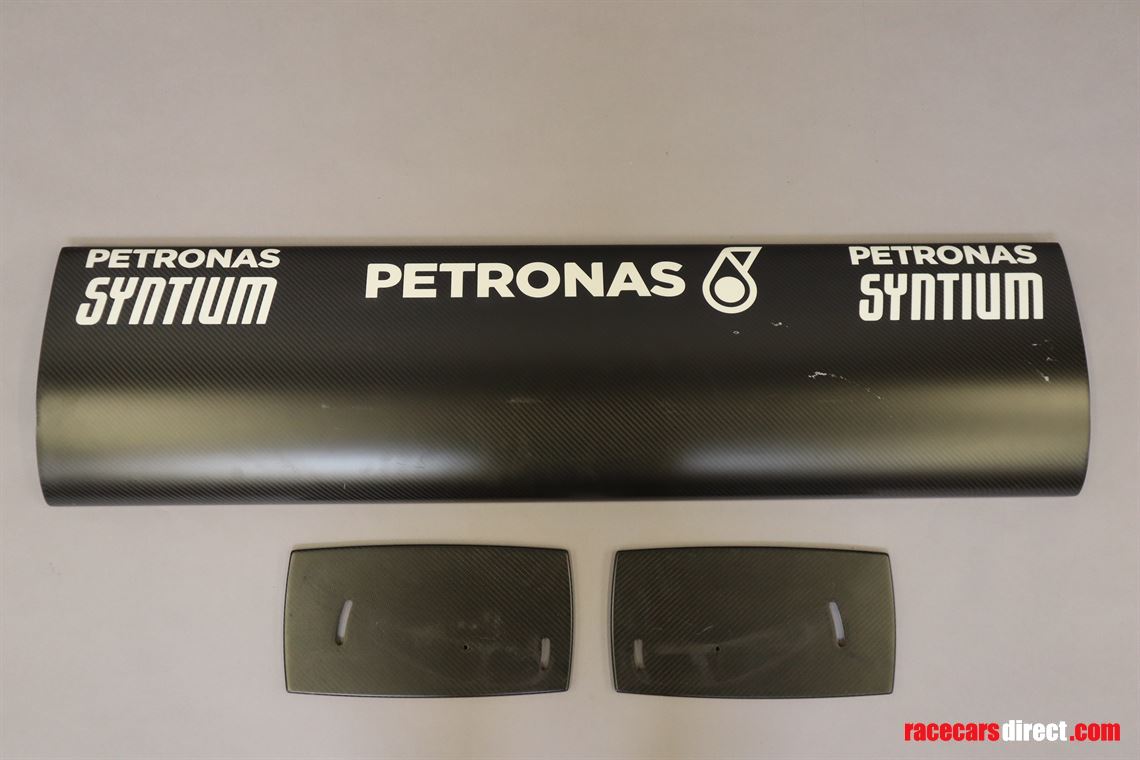 PETRONAS
SYNTIUM
PETRONAS
PETRONAS
SYNTIUM
racecarsdirect.com